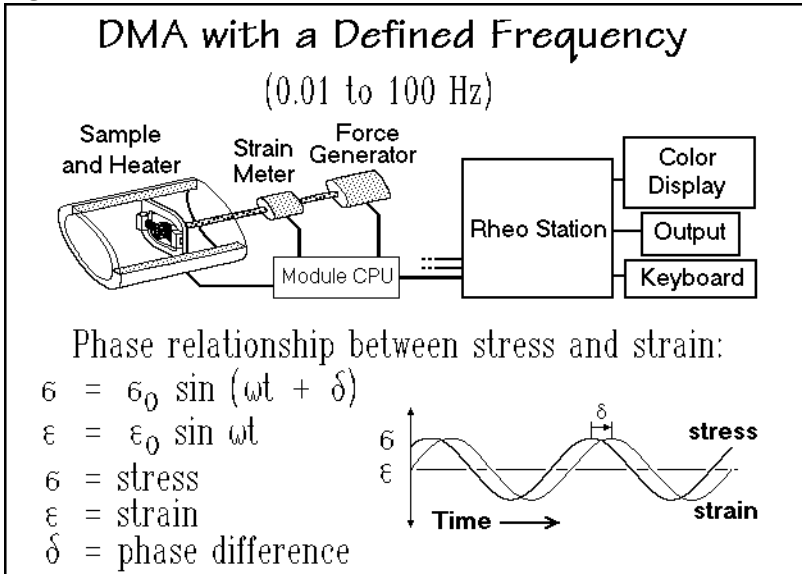 DMA with a Defined Frequency
(0.01 to 100 Hz)
Sample
and Heater
Strain
Meter
Force
Generator
Module CPU
Rheo Station
Color
Display
Output
Keyboard
Phase relationship between stress and strain:
σ = σ₀ sin (ωt + δ)
ε = ε₀ sin ωt
σ = stress
ε = strain
δ = phase difference
σ
ε
δ
stress
strain
Time